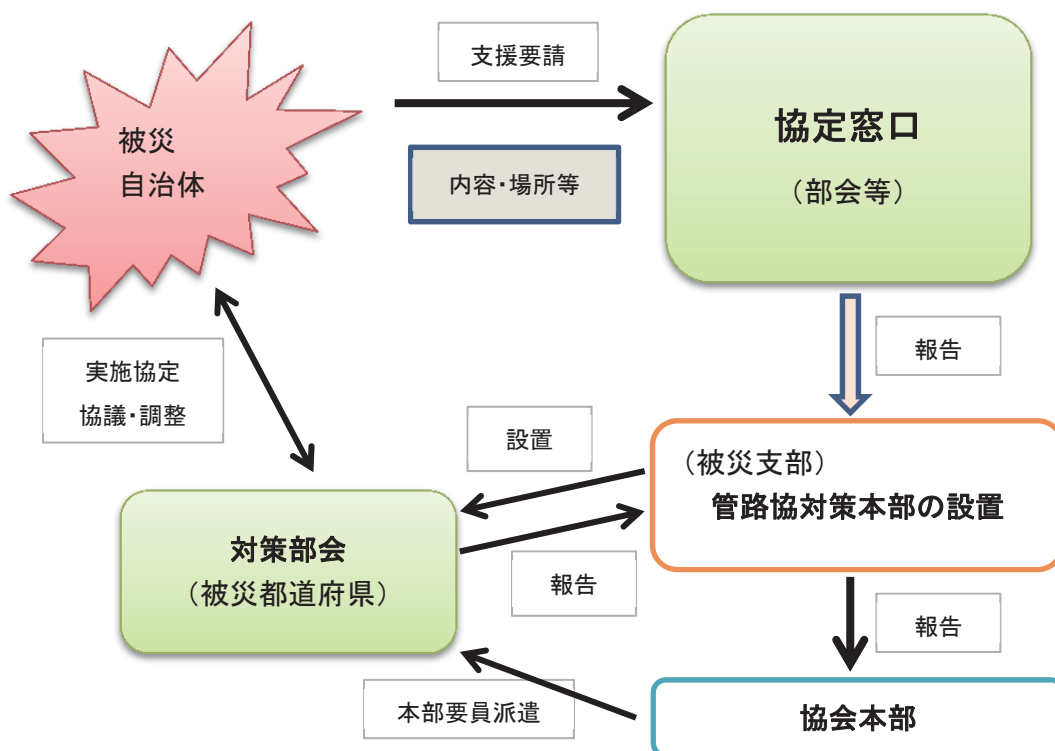 支援要請
被災
自治体
内容・場所等
協定窓口
（部会等）
報告
実施協定
協議・調整
設置
（被災支部）
管路協対策本部の設置
対策部会
（被災都道府県）
報告
報告
本部要員派遣
協会本部